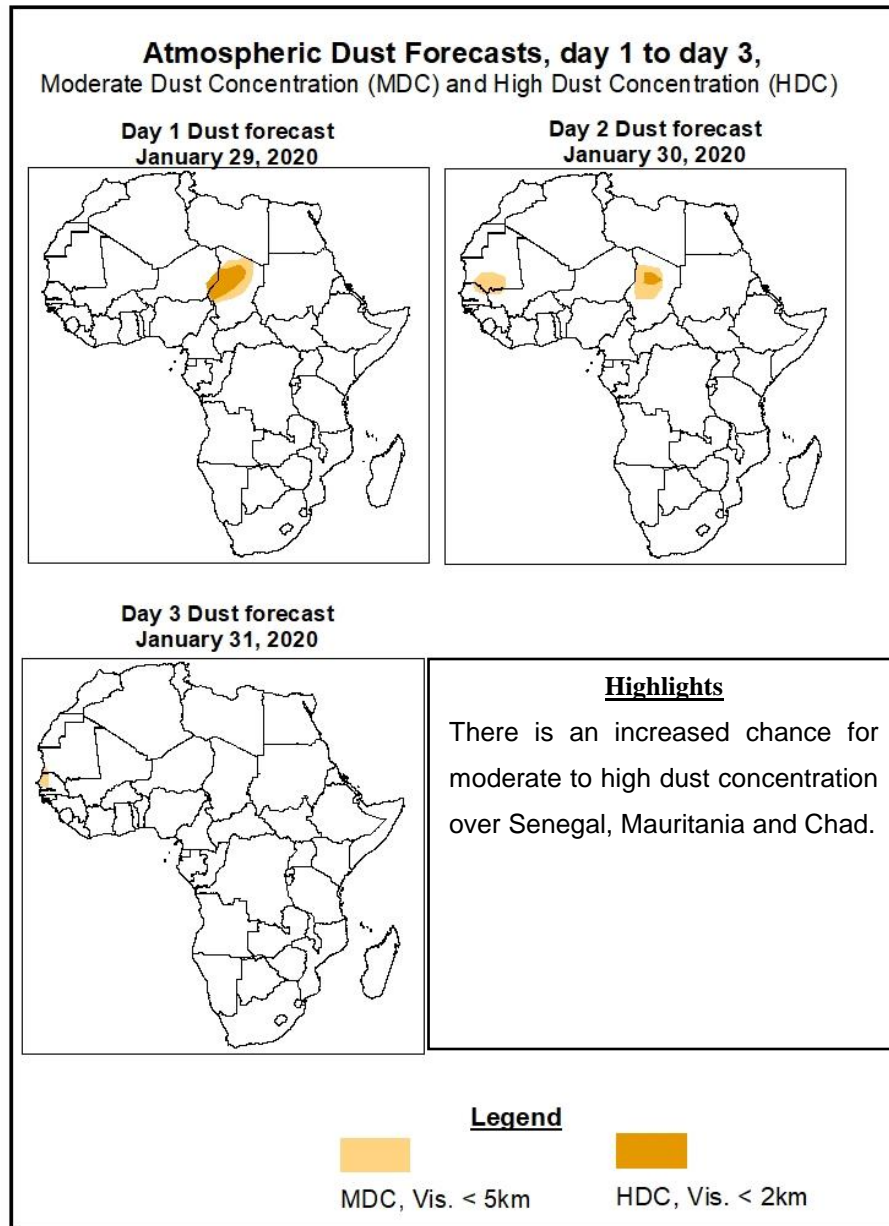 Atmospheric Dust Forecasts, day 1 to day 3,
Moderate Dust Concentration (MDC) and High Dust Concentration (HDC)
Day 1 Dust forecast
January 29, 2020
Day 2 Dust forecast
January 30, 2020
Day 3 Dust forecast
January 31, 2020
Highlights
There is an increased chance for
moderate to high dust concentration
over Senegal, Mauritania and Chad.
Legend
MDC, Vis. < 5km
HDC, Vis. < 2km